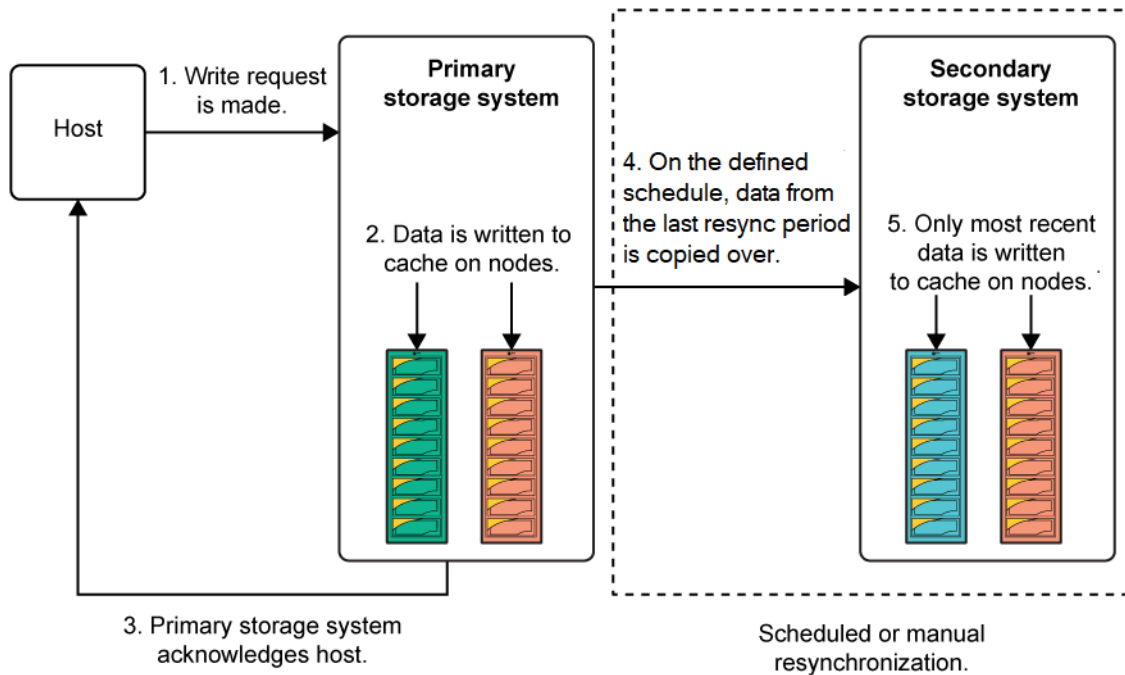 Host
1. Write request
is made.
Primary
storage system
2. Data is written to
cache on nodes.
3. Primary storage system
acknowledges host.
4. On the defined
schedule, data from
the last resync period
is copied over.
Secondary
storage system
5. Only most recent
data is written
to cache on nodes.
Scheduled or manual
resynchronization.